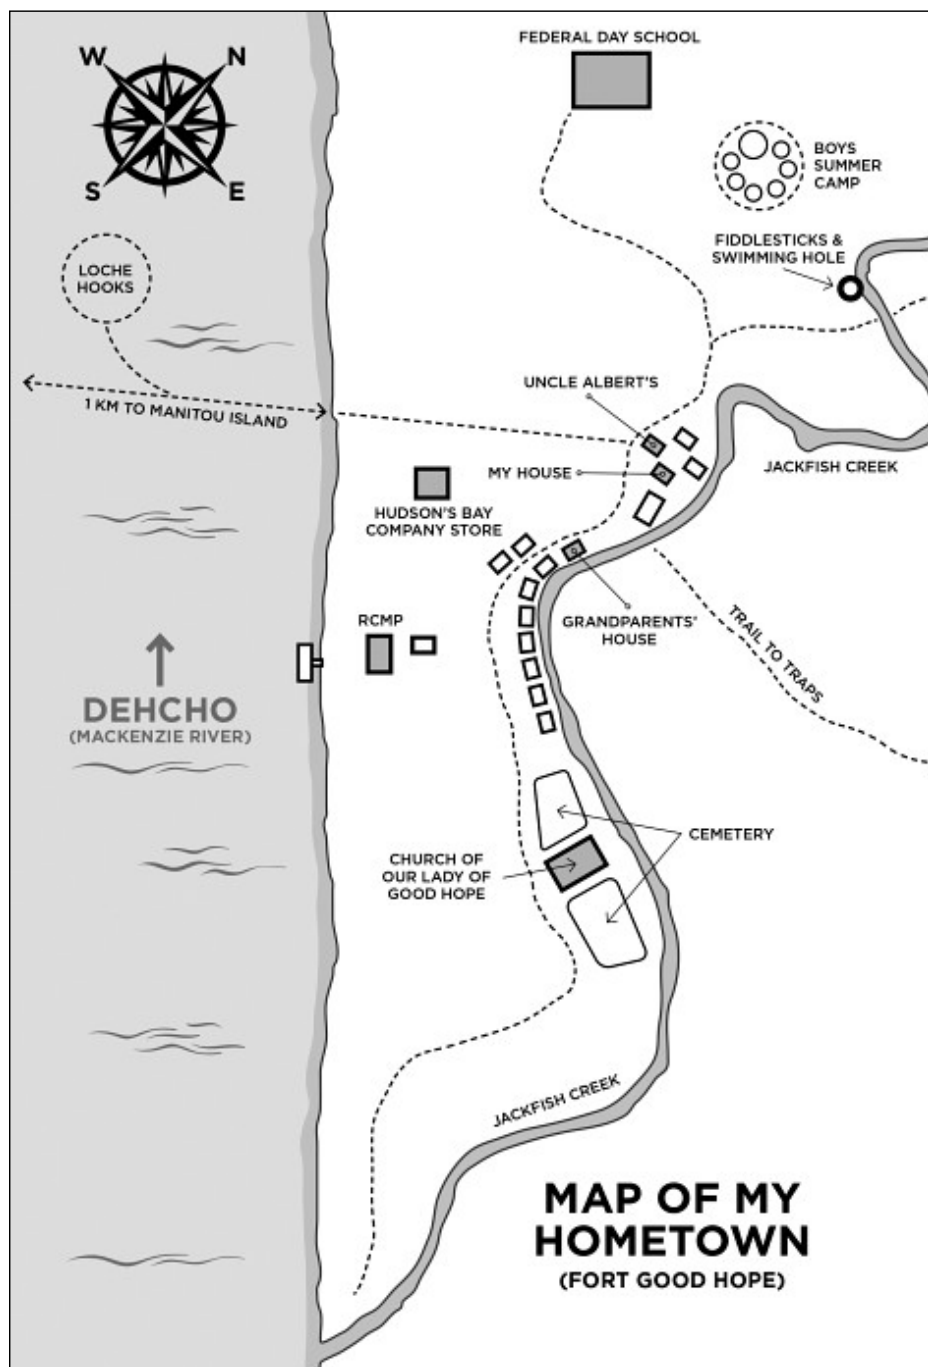 FEDERAL DAY SCHOOL
W
N
S
E
BOYS
SUMMER
CAMP
FIDDLESTICKS &
SWIMMING HOLE
LOCHE
HOOKS
UNCLE ALBERT'S
1 KM TO MANITOU ISLAND
MY HOUSE
JACKFISH CREEK
HUDSON'S BAY
COMPANY STORE
RCMP
GRANDPARENTS'
HOUSE
TRAIL TO TRAPS
DEHCHO
(MACKENZIE RIVER)
CEMETERY
CHURCH OF
OUR LADY OF
GOOD HOPE
JACKFISH CREEK
MAP OF MY
HOMETOWN
(FORT GOOD HOPE)